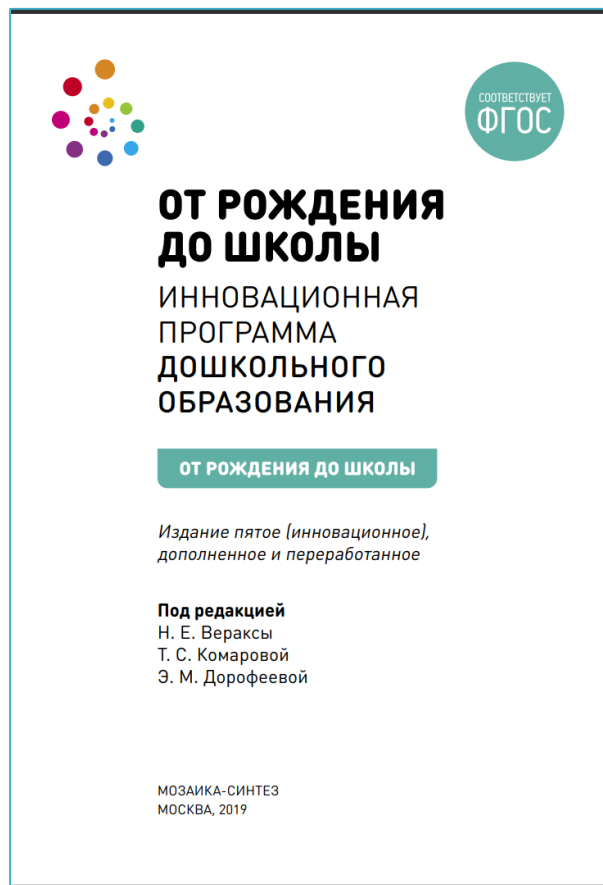 СООТВЕТСТВУЕТ
ФГОС
ОТ РОЖДЕНИЯ
ДО ШКОЛЫ
ИННОВАЦИОННАЯ
ПРОГРАММА
ДОШКОЛЬНОГО
ОБРАЗОВАНИЯ
ОТ РОЖДЕНИЯ ДО ШКОЛЫ
Издание пятое (инновационное),
дополненное и переработанное
Под редакцией
Н. Е. Вераксы
Т. С. Комаровой
Э. М. Дорофеевой
МОЗАИКА-СИНТЕЗ
МОСКВА, 2019